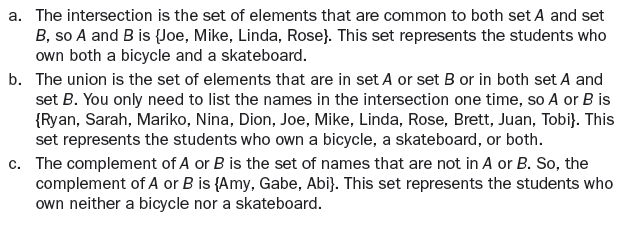 a. The intersection is the set of elements that are common to both set A and set
B, so A and B is {Joe, Mike, Linda, Rose}. This set represents the students who
own both a bicycle and a skateboard.
b. The union is the set of elements that are in set A or set B or in both set A and
set B. You only need to list the names in the intersection one time, so A or B is
{Ryan, Sarah, Mariko, Nina, Dion, Joe, Mike, Linda, Rose, Brett, Juan, Tobi}. This
set represents the students who own a bicycle, a skateboard, or both.
c. The complement of A or B is the set of names that are not in A or B. So, the
complement of A or B is {Amy, Gabe, Abi}. This set represents the students who
own neither a bicycle nor a skateboard.